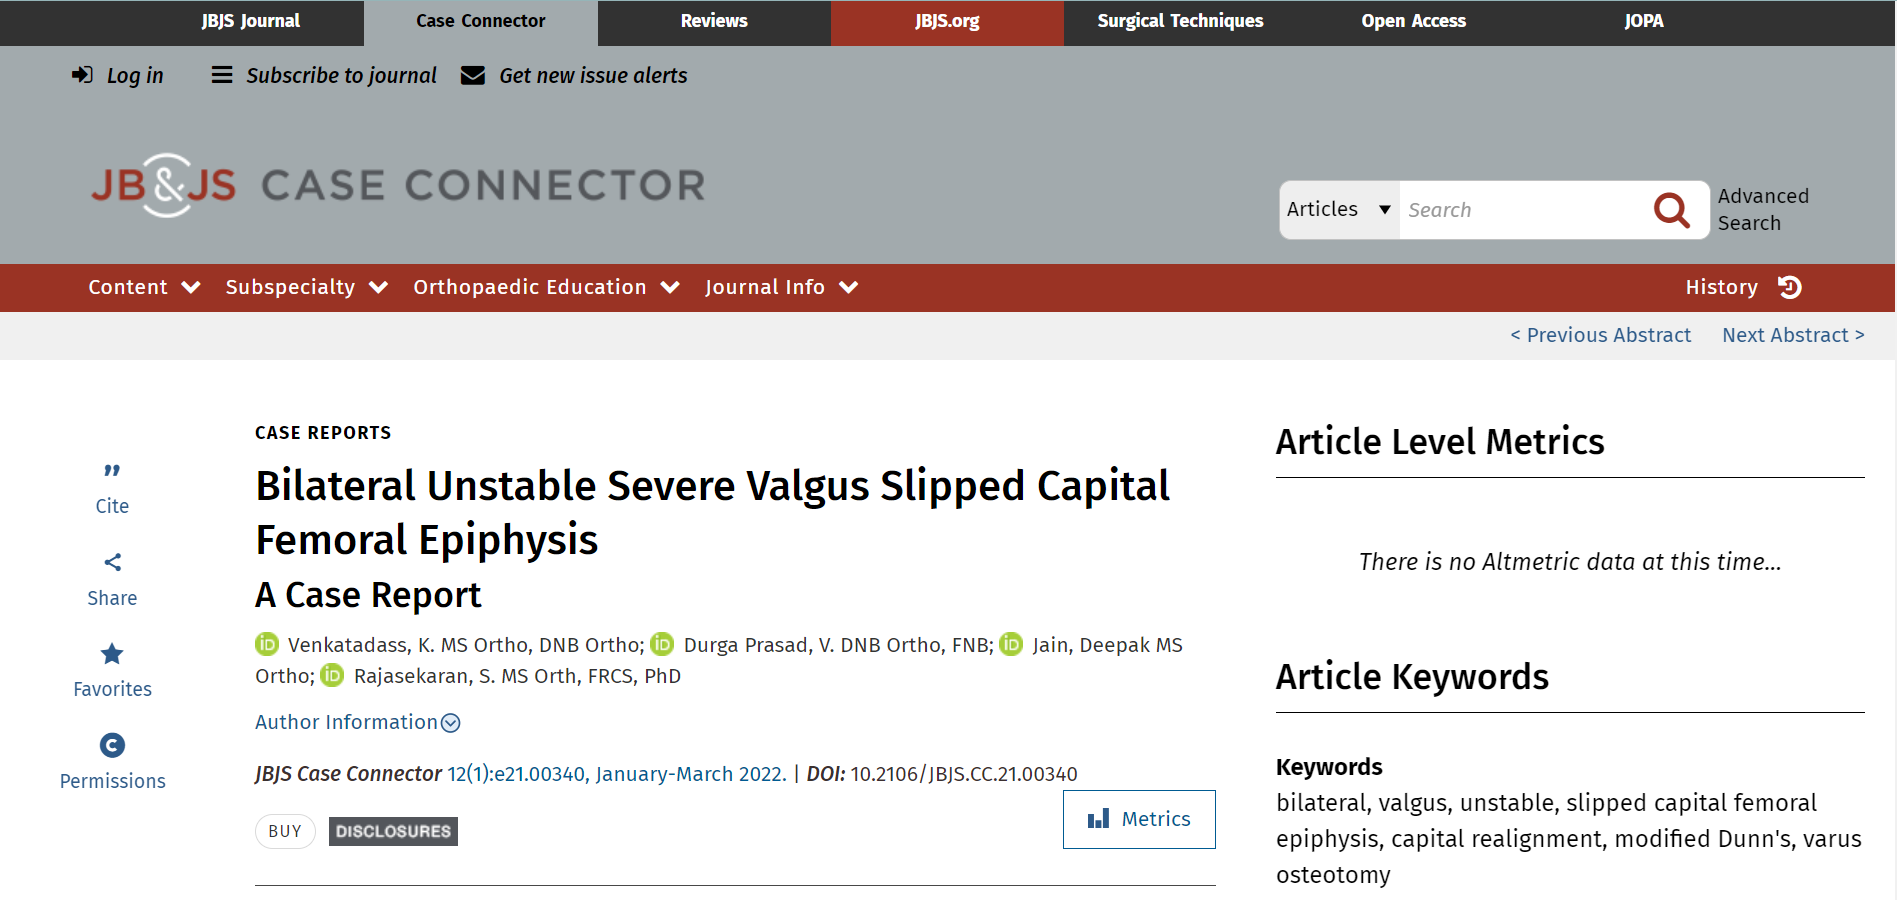 JBJS Journal Case Connector Reviews JBJS.org Surgical Techniques Open Access JOPA
Log in Subscribe to journal Get new issue alerts
JB&JS CASE CONNECTOR
Articles Search
Advanced
Search
Content Subspecialty Orthopaedic Education Journal Info History
< Previous Abstract Next Abstract >
Cite
Share
Favorites
Permissions
CASE REPORTS
Bilateral Unstable Severe Valgus Slipped Capital
Femoral Epiphysis
A Case Report
iD Venkatadass, K. MS Ortho, DNB Ortho; iD Durga Prasad, V. DNB Ortho, FNB; iD Jain, Deepak MS
Ortho; iD Rajasekaran, S. MS Orth, FRCS, PhD
Author Information
JBJS Case Connector 12(1):e21.00340, January-March 2022. | DOI: 10.2106/JBJS.CC.21.00340
BUY DISCLOSURES
Metrics
Article Level Metrics
There is no Altmetric data at this time...
Article Keywords
Keywords
bilateral, valgus, unstable, slipped capital femoral
epiphysis, capital realignment, modified Dunn's, varus
osteotomy